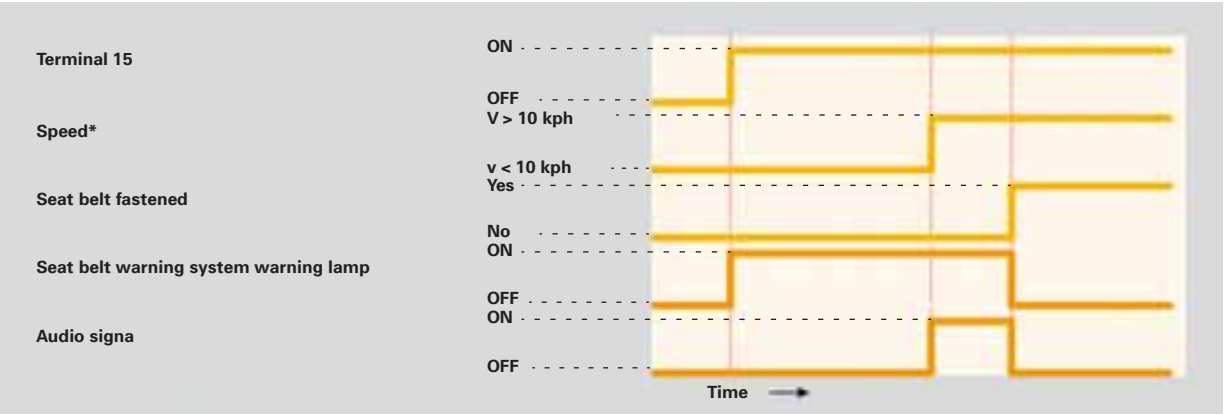 Terminal 15
ON
OFF
Speed*
V > 10 kph
v < 10 kph
Seat belt fastened
Yes
No
Seat belt warning system warning lamp
ON
OFF
Audio signa
ON
OFF
Time